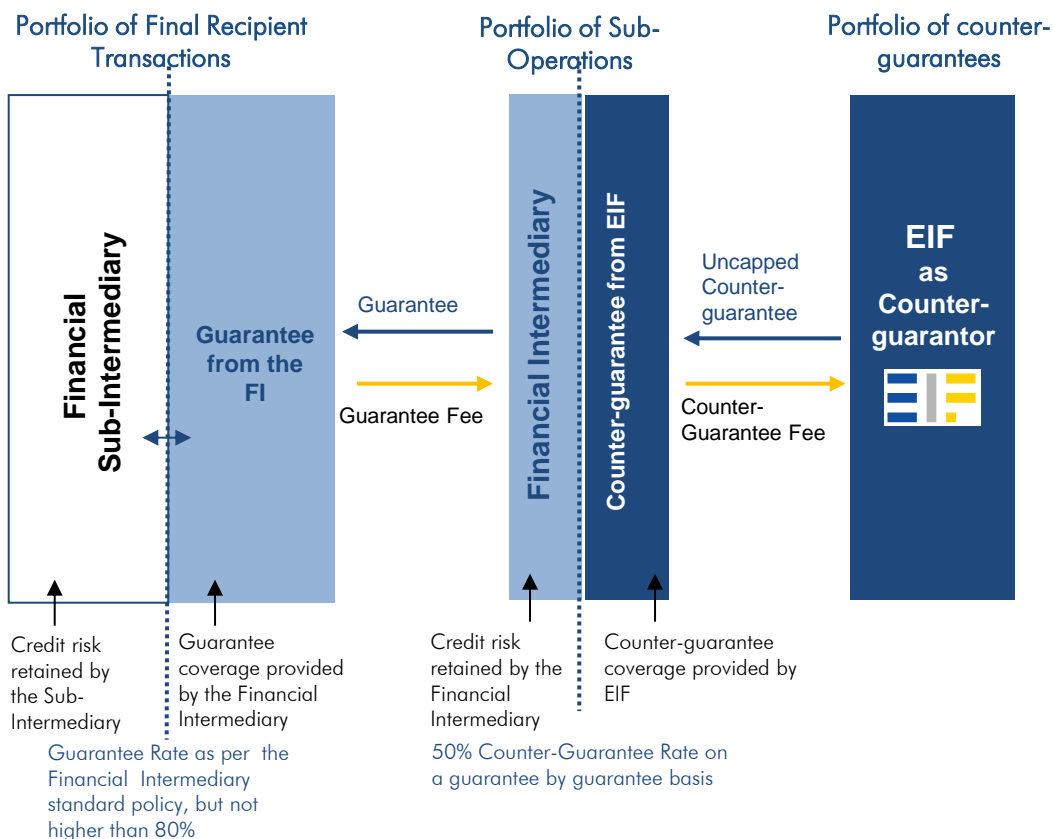 Portfolio of Final Recipient
Transactions
Portfolio of Sub-
Operations
Portfolio of counter-
guarantees
Financial
Sub-Intermediary
Guarantee
from the
FI
Guarantee
Guarantee Fee
Financial Intermediary
Counter-guarantee from EIF
Uncapped
Counter-
guarantee
Counter-
Guarantee Fee
EIF
as
Counter-
guarantor
Credit risk
retained by
the Sub-
Intermediary
Guarantee
coverage provided
by the Financial
Intermediary
Credit risk
retained by the
Financial
Intermediary
Counter-guarantee
coverage provided by
EIF
Guarantee Rate as per the
Financial Intermediary
standard policy, but not
higher than 80%
50% Counter-Guarantee Rate on
a guarantee by guarantee basis